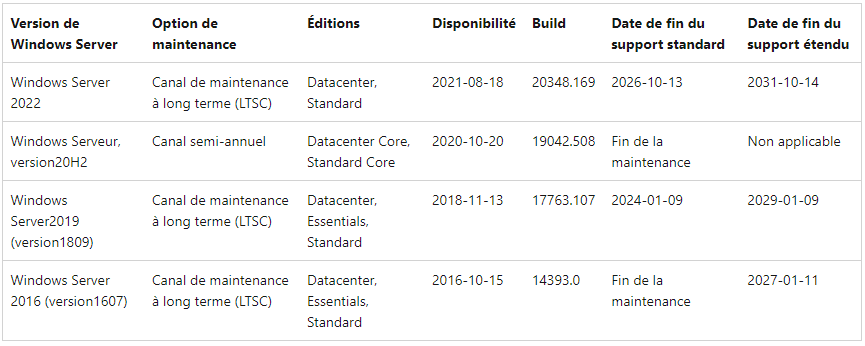 Version de
Windows Server
Option de
maintenance
Éditions
Disponibilité
Build
Date de fin du
support standard
Date de fin du
support étendu
Windows Server
2022
Canal de maintenance
à long terme (LTSC)
Datacenter,
Standard
2021-08-18
20348.169
2026-10-13
2031-10-14
Windows Serveur,
version20H2
Canal semi-annuel
Datacenter Core,
Standard Core
2020-10-20
19042.508
Fin de la
maintenance
Non applicable
Windows
Server2019
(version1809)
Canal de maintenance
à long terme (LTSC)
Datacenter,
Essentials,
Standard
2018-11-13
17763.107
2024-01-09
2029-01-09
Windows Server
2016 (version1607)
Canal de maintenance
à long terme (LTSC)
Datacenter,
Essentials,
Standard
2016-10-15
14393.0
Fin de la
maintenance
2027-01-11